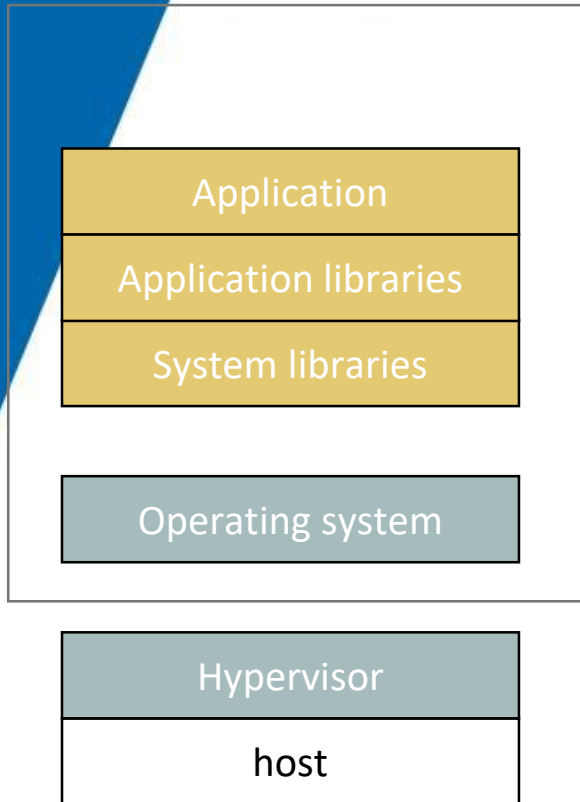 Application
Application libraries
System libraries
Operating system
Hypervisor
host